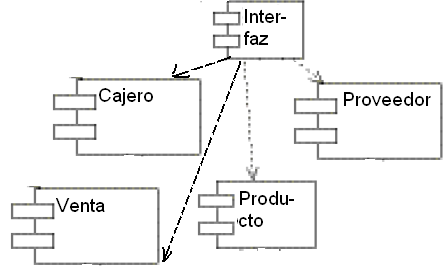 Inter-
faz
Cajero
Proveedor
Venta
Produ-
cto